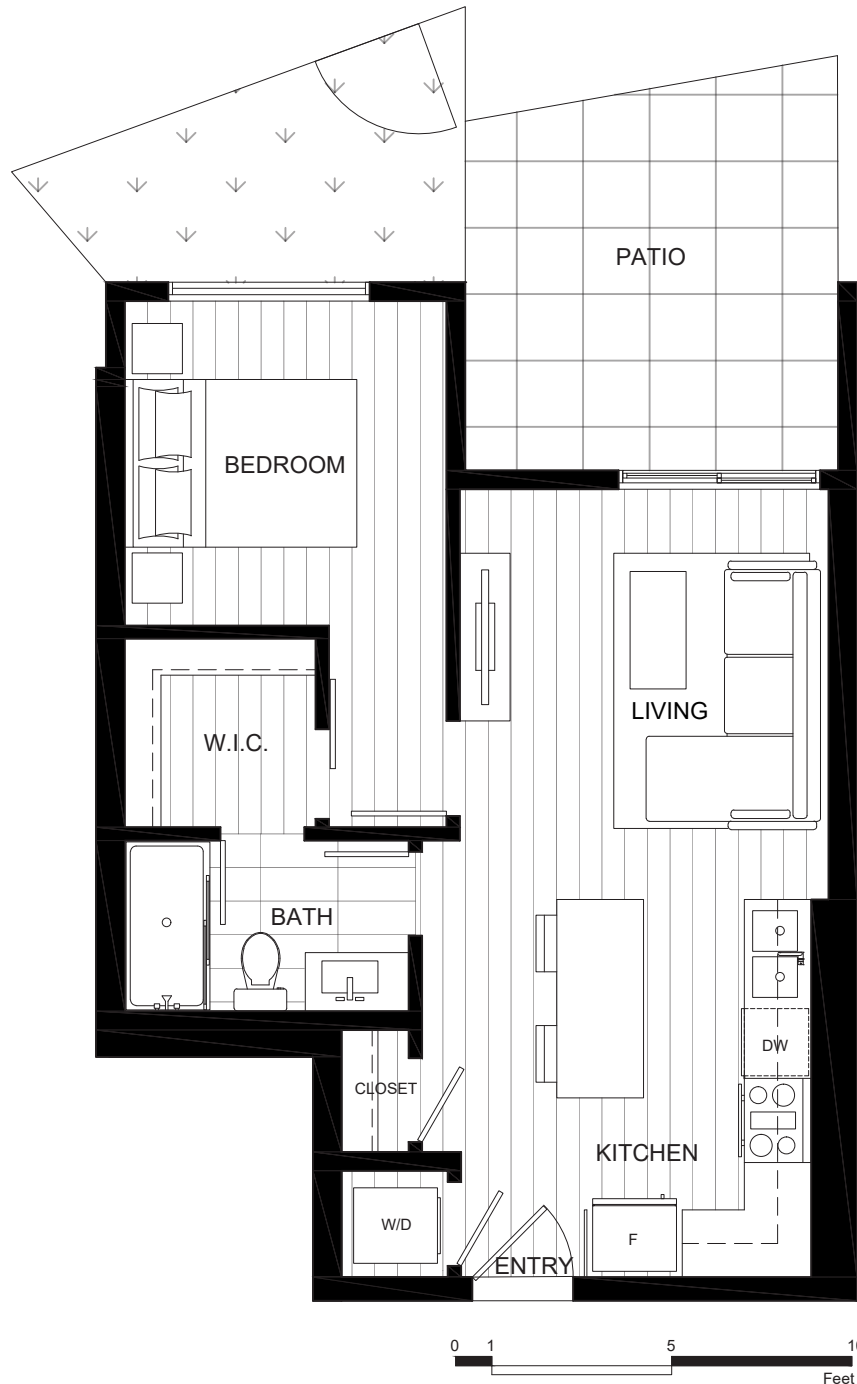 PATIO
BEDROOM
LIVING
W.I.C.
BATH
DW
CLOSET
KITCHEN
W/D
F
ENTRY
0 1 5 10
Feet